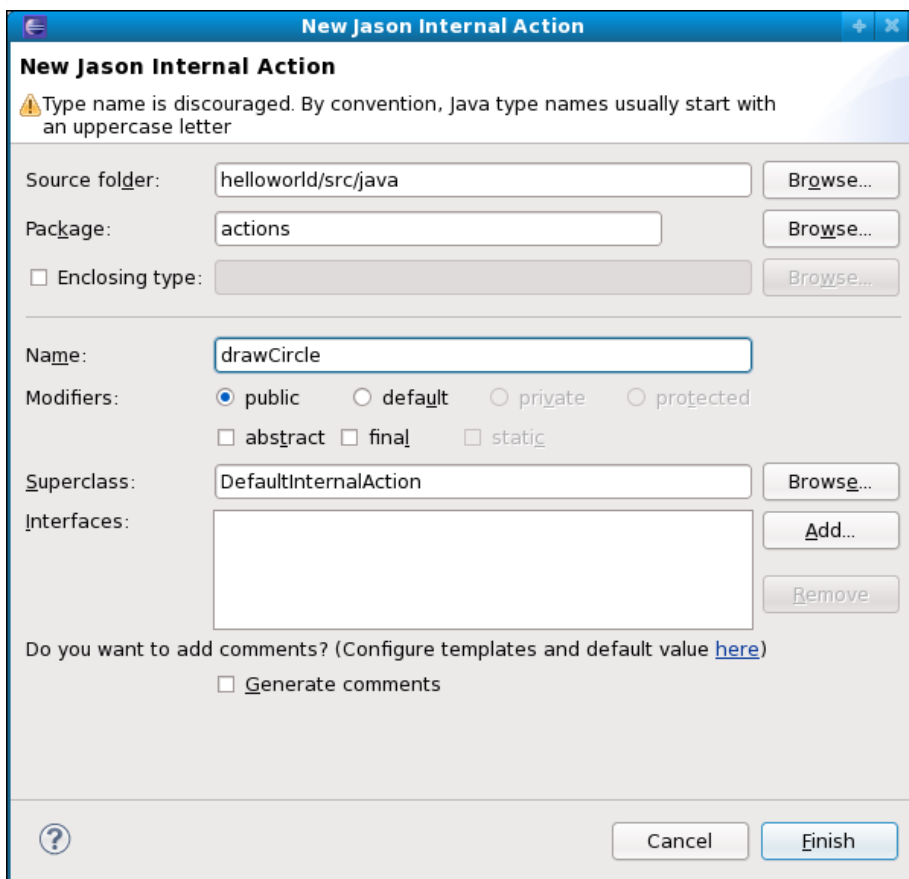 New Jason Internal Action
New Jason Internal Action
Type name is discouraged. By convention, Java type names usually start with
an uppercase letter
Source folder: helloworld/src/java Browse...
Package: actions Browse...
Enclosing type: Browse...
Name: drawCircle
Modifiers: public default private protected
abstract final static
Superclass: DefaultInternalAction Browse...
Interfaces: Add...
Remove
Do you want to add comments? (Configure templates and default value here)
Generate comments
? Cancel Finish